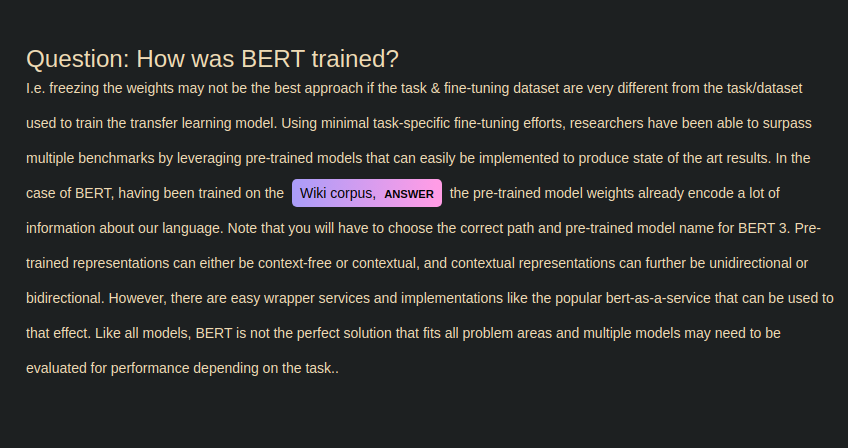 Question: How was BERT trained?
I.e. freezing the weights may not be the best approach if the task & fine-tuning dataset are very different from the task/dataset
used to train the transfer learning model. Using minimal task-specific fine-tuning efforts, researchers have been able to surpass
multiple benchmarks by leveraging pre-trained models that can easily be implemented to produce state of the art results. In the
case of BERT, having been trained on the Wiki corpus, ANSWER the pre-trained model weights already encode a lot of
information about our language. Note that you will have to choose the correct path and pre-trained model name for BERT 3. Pre-
trained representations can either be context-free or contextual, and contextual representations can further be unidirectional or
bidirectional. However, there are easy wrapper services and implementations like the popular bert-as-a-service that can be used to
that effect. Like all models, BERT is not the perfect solution that fits all problem areas and multiple models may need to be
evaluated for performance depending on the task..